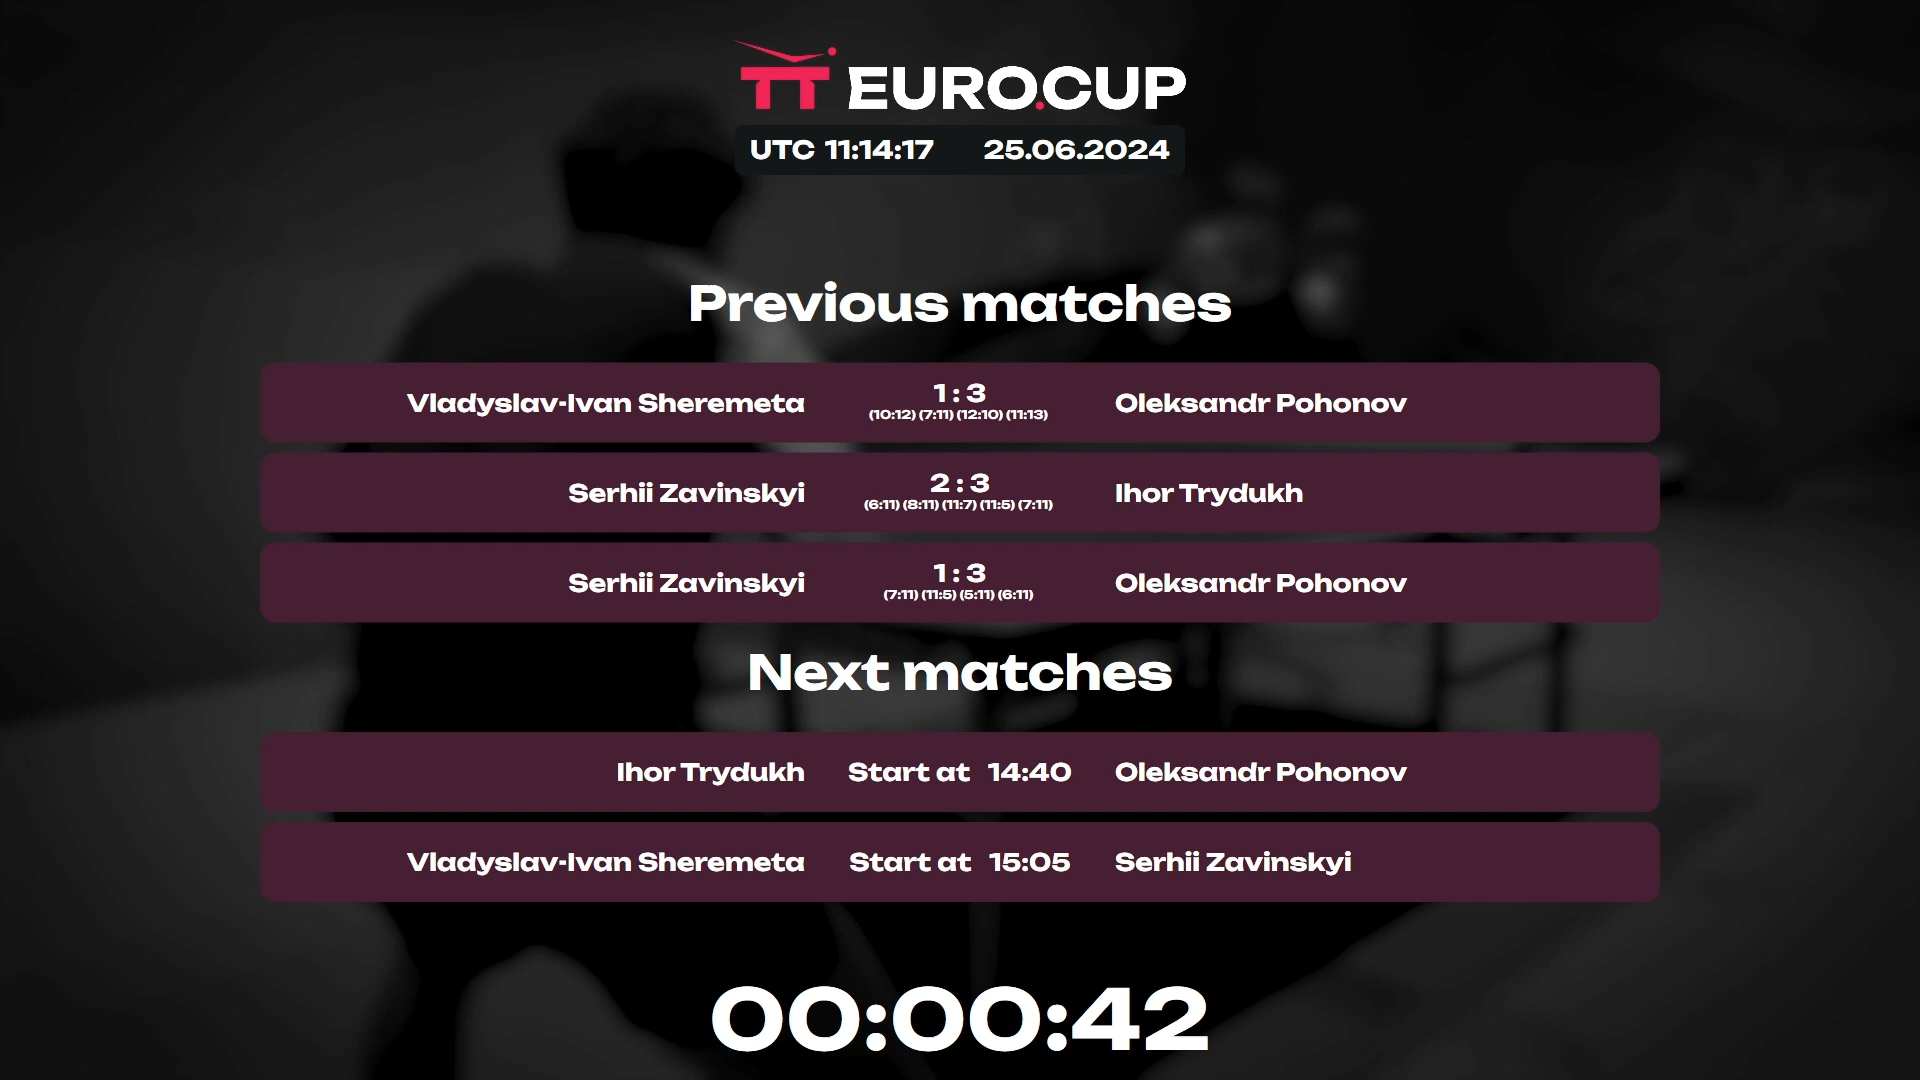 TT EURO.CUP
UTC 11:14:17 25.06.2024
Previous matches
Vladyslav-Ivan Sheremeta 1 : 3 Oleksandr Pohonov
(10:12) (7:11) (12:10) (11:13)
Serhii Zavinskyi 2 : 3 Ihor Trydukh
(6:11) (8:11) (11:7) (11:5) (7:11)
Serhii Zavinskyi 1 : 3 Oleksandr Pohonov
(7:11) (11:5) (5:11) (6:11)
Next matches
Ihor Trydukh Start at 14:40 Oleksandr Pohonov
Vladyslav-Ivan Sheremeta Start at 15:05 Serhii Zavinskyi
00:00:42